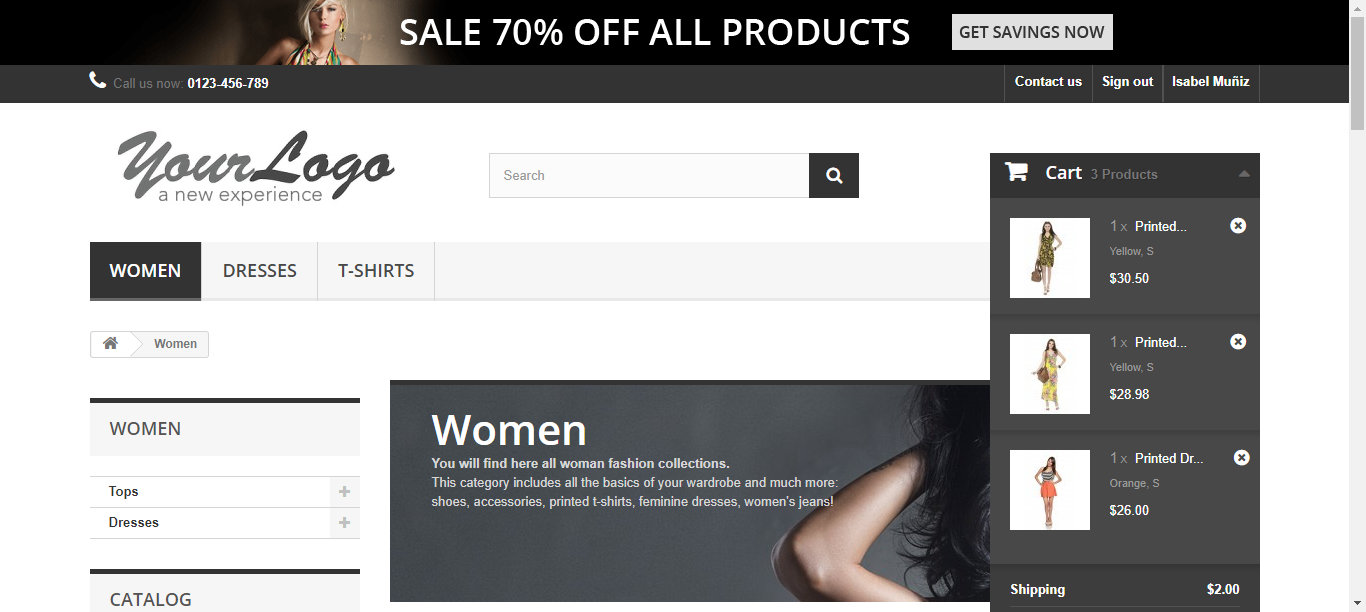 SALE 70% OFF ALL PRODUCTS
GET SAVINGS NOW
Call us now: 0123-456-789
Contact us
Sign out
Isabel Muñiz
YourLogo
a new experience
Search
Cart 3 Products
1 x Printed...
Yellow, S
$30.50
1 x Printed...
Yellow, S
$28.98
1 x Printed Dr...
Orange, S
$26.00
Shipping $2.00
WOMEN
DRESSES
T-SHIRTS
Women
WOMEN
Tops
Dresses
CATALOG
Women
You will find here all woman fashion collections.
This category includes all the basics of your wardrobe and much more:
shoes, accessories, printed t-shirts, feminine dresses, women's jeans!